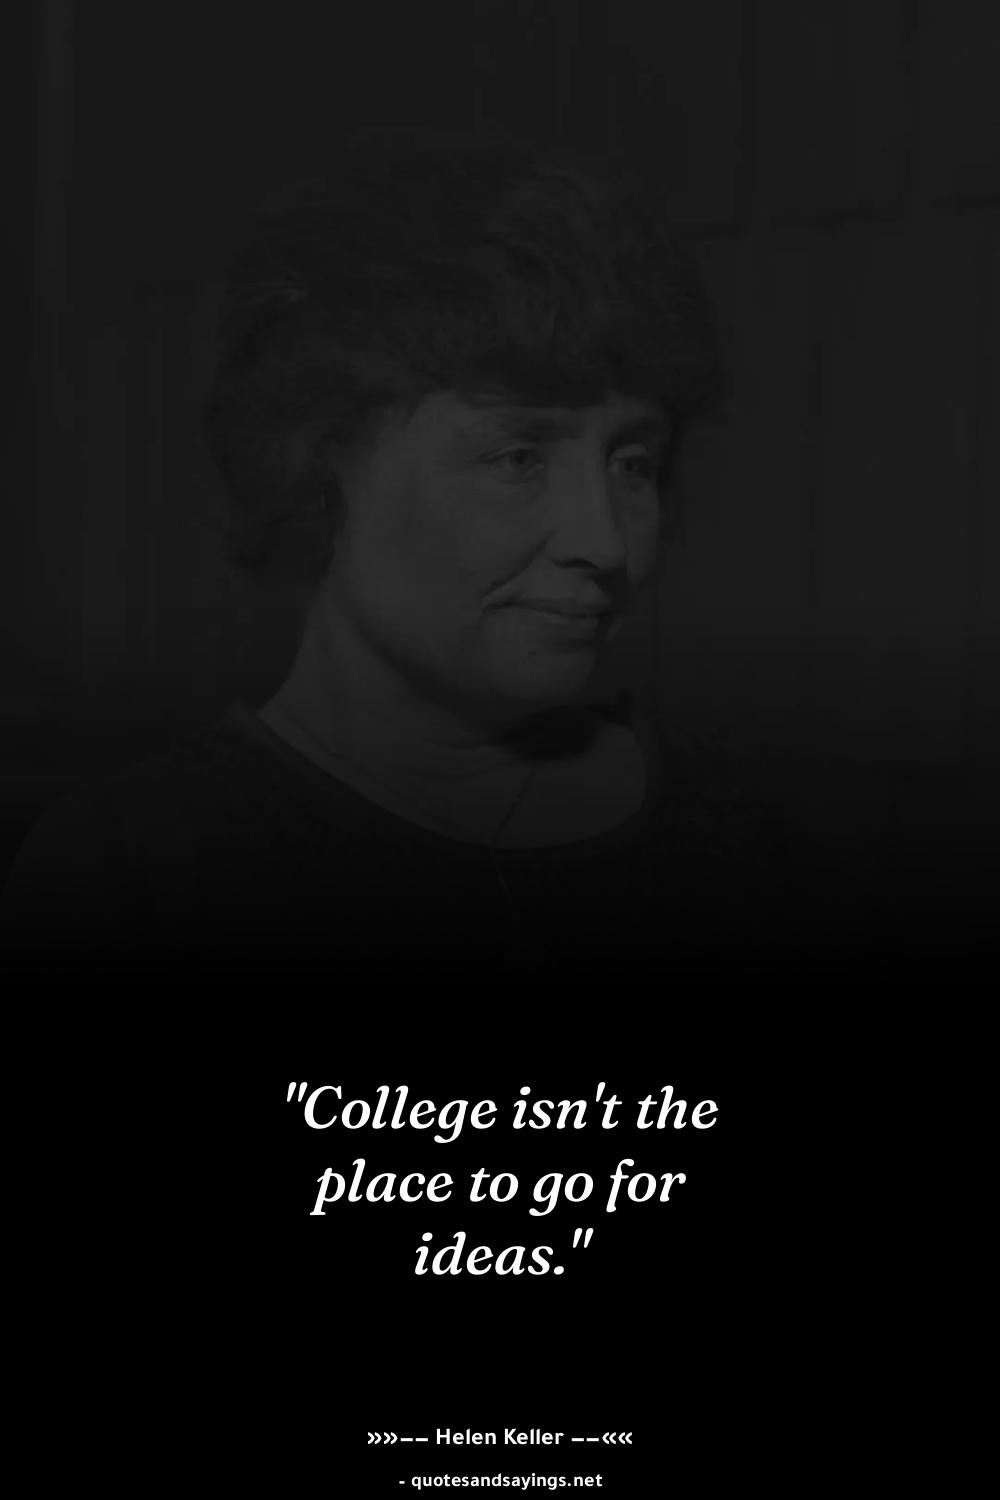 "College isn't the
place to go for
ideas."
»»–– Helen Keller ––««
- quotesandsayings.net